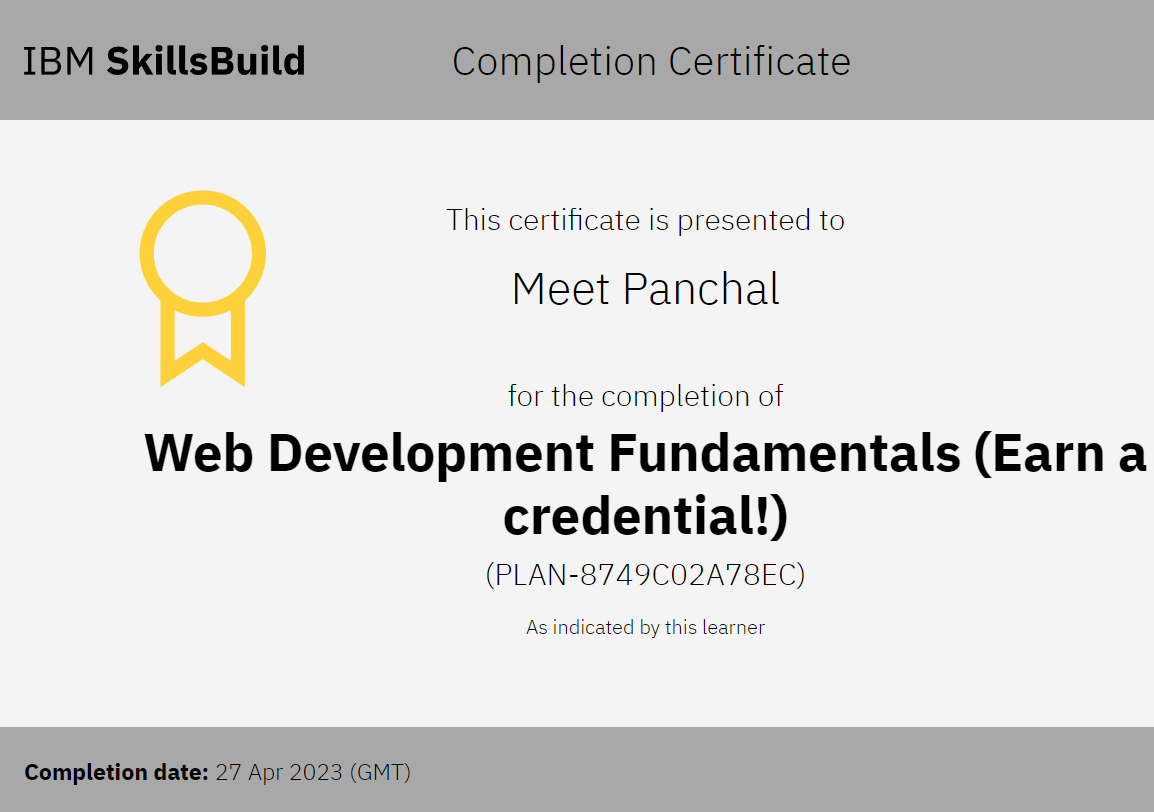 IBM SkillsBuild
Completion Certificate
This certificate is presented to
Meet Panchal
for the completion of
Web Development Fundamentals (Earn a
credential!)
(PLAN-8749C02A78EC)
As indicated by this learner
Completion date: 27 Apr 2023 (GMT)